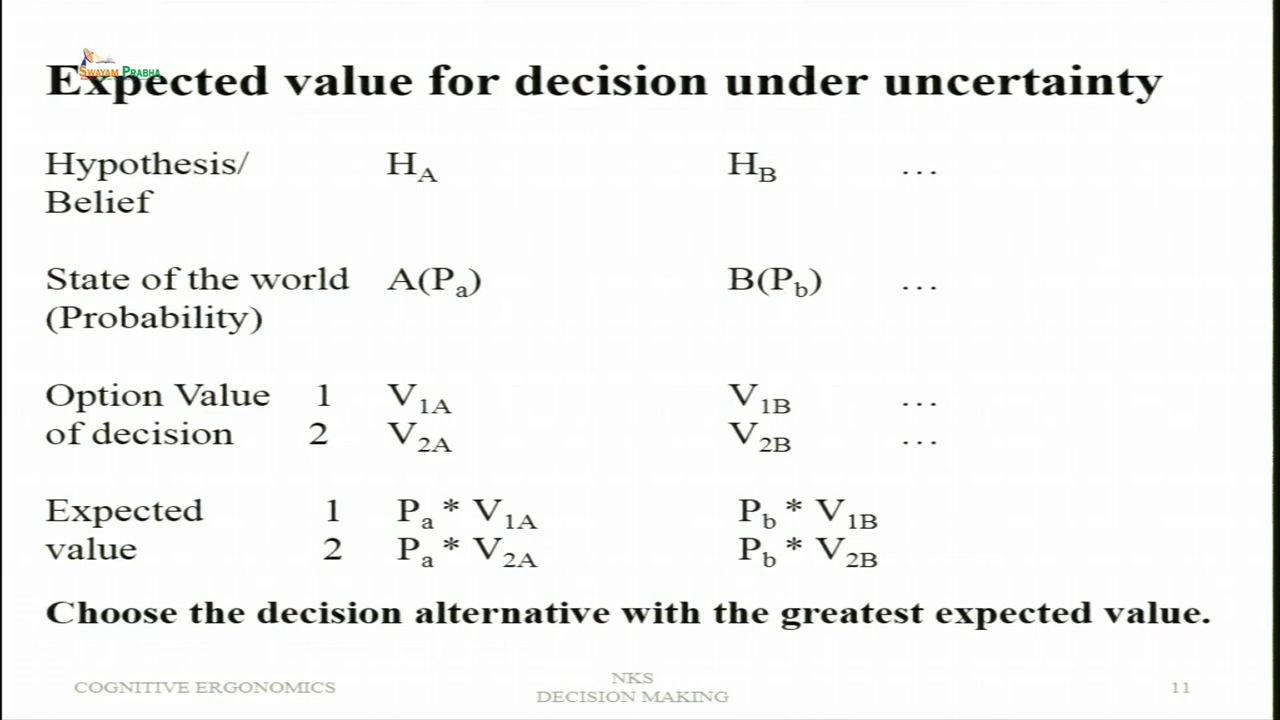 SWAYAM PRABHA
Expected value for decision under uncertainty
Hypothesis/ H_A H_B ...
Belief
State of the world A(P_a) B(P_b) ...
(Probability)
Option Value 1 V_1A V_1B ...
of decision 2 V_2A V_2B ...
Expected 1 P_a * V_1A P_b * V_1B
value 2 P_a * V_2A P_b * V_2B
Choose the decision alternative with the greatest expected value.
COGNITIVE ERGONOMICS NKS 11
DECISION MAKING